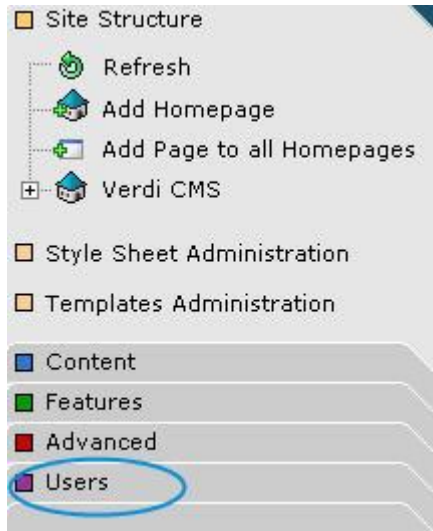 Site Structure
Refresh
Add Homepage
Add Page to all Homepages
Verdi CMS
Style Sheet Administration
Templates Administration
Content
Features
Advanced
Users